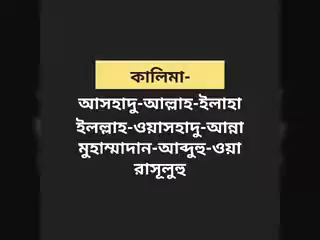 কালিমা-
আসহাদু-আল্লাহ-ইলাহা
ইলল্লাহ-ওয়াসহাদু-আন্না
মুহাম্মাদান-আব্দুহু-ওয়া
রাসূলুহু